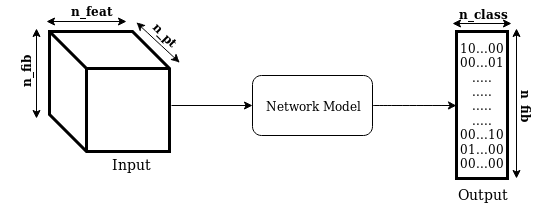 n_feat
n_pt
n_fib
Input
Network Model
n_class
10...00
00...01
.....
.....
.....
.....
00...10
01...00
00...00
n_fib
Output